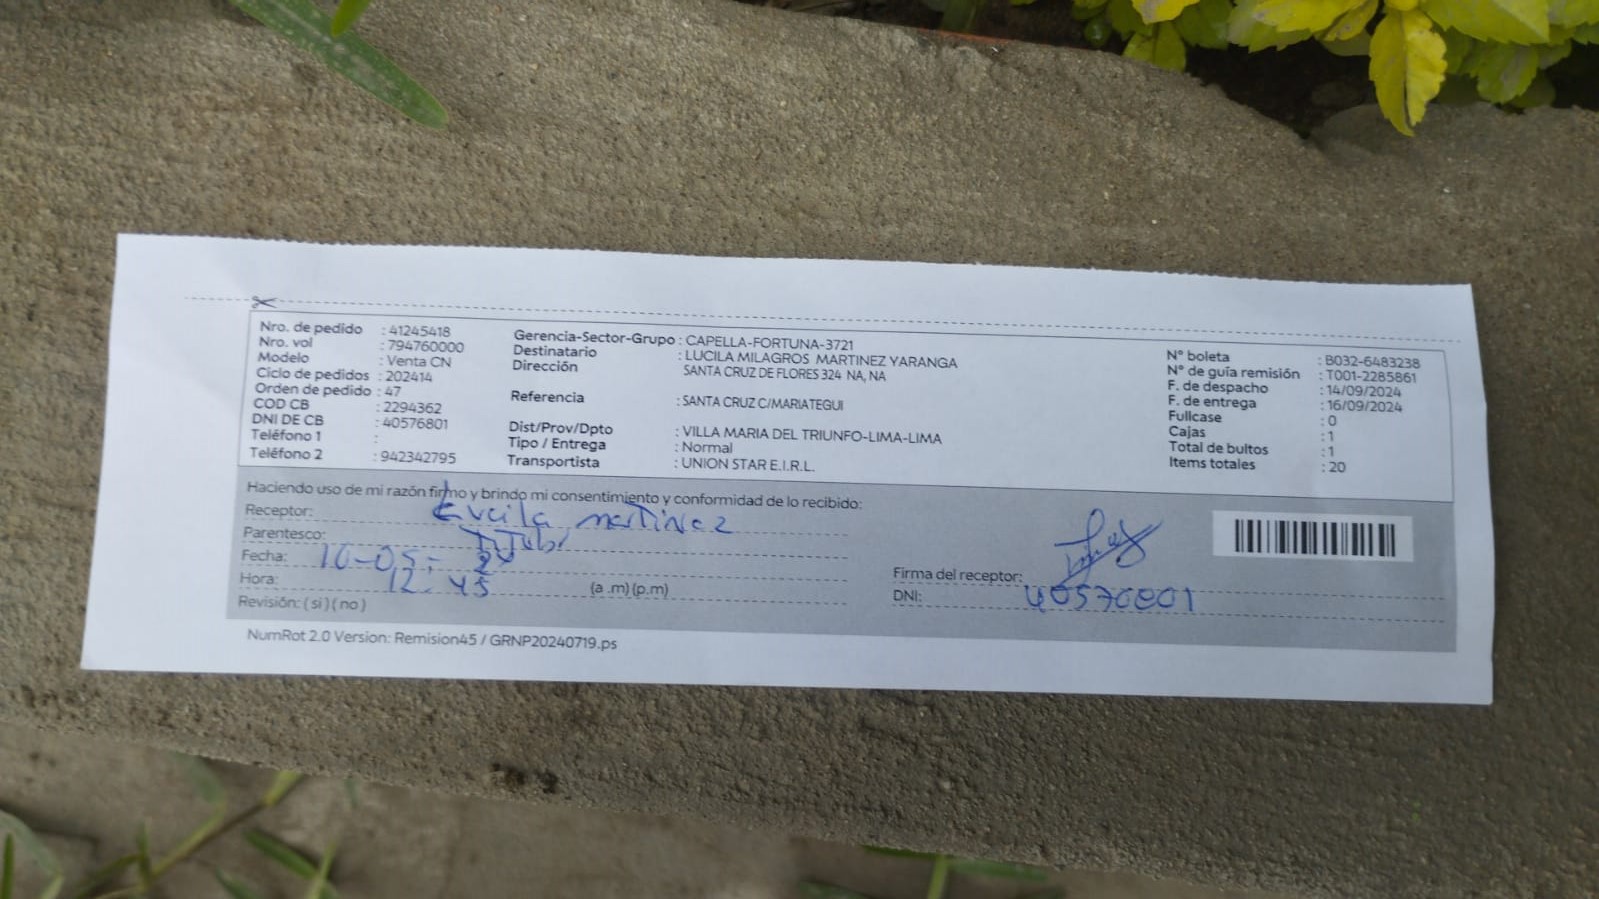 Nro. de pedido : 41245418
Nro. vol : 794760000
Modelo : Venta CN
Ciclo de pedidos : 202414
Orden de pedido : 47
COD CB : 2294362
DNI DE CB : 40576801
Teléfono 1 :
Teléfono 2 : 942342795
Gerencia-Sector-Grupo : CAPELLA-FORTUNA-3721
Destinatario : LUCILA MILAGROS MARTINEZ YARANGA
Dirección SANTA CRUZ DE FLORES 324 NA, NA
Referencia : SANTA CRUZ C/MARIATEGUI
Dist/Prov/Dpto : VILLA MARIA DEL TRIUNFO-LIMA-LIMA
Tipo / Entrega : Normal
Transportista : UNION STAR E.I.R.L.
N° boleta : B032-6483238
N° de guía remisión : T001-2285861
F. de despacho : 14/09/2024
F. de entrega : 16/09/2024
Fullcase : 0
Cajas : 1
Total de bultos : 1
Items totales : 20
Haciendo uso de mi razón firmo y brindo mi consentimiento y conformidad de lo recibido:
Receptor: Lucila martinez
Parentesco:
Fecha:
Hora: 12:45 (a .m) (p.m)
Revisión: ( si ) ( no )
Firma del receptor:
DNI: 40576801
NumRot 2.0 Version: Remision45 / GRNP20240719.ps